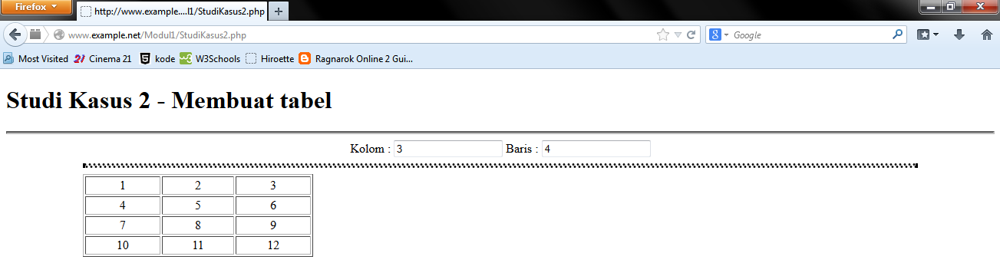 Firefox
http://www.example....l1/StudiKasus2.php
www.example.net/Modul1/StudiKasus2.php
Google
Most Visited Cinema 21 kode W3Schools Hiroette Ragnarok Online 2 Gui...
Studi Kasus 2 - Membuat tabel
Kolom : 3 Baris : 4
1 2 3
4 5 6
7 8 9
10 11 12